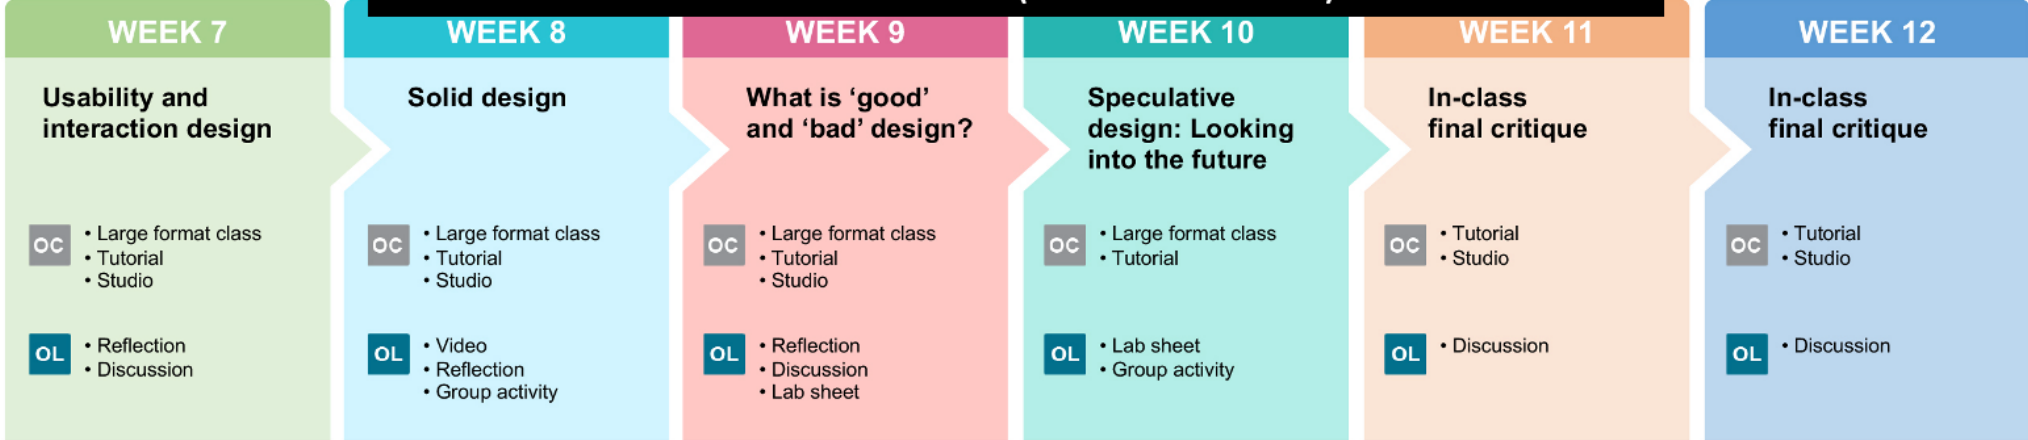 WEEK 7
Usability and
interaction design
OC
• Large format class
• Tutorial
• Studio
OL
• Reflection
• Discussion
WEEK 8
Solid design
OC
• Large format class
• Tutorial
• Studio
OL
• Video
• Reflection
• Group activity
WEEK 9
What is ‘good’
and ‘bad’ design?
OC
• Large format class
• Tutorial
• Studio
OL
• Reflection
• Discussion
• Lab sheet
WEEK 10
Speculative
design: Looking
into the future
OC
• Large format class
• Tutorial
OL
• Lab sheet
• Group activity
WEEK 11
In-class
final critique
OC
• Tutorial
• Studio
OL
• Discussion
WEEK 12
In-class
final critique
OC
• Tutorial
• Studio
OL
• Discussion